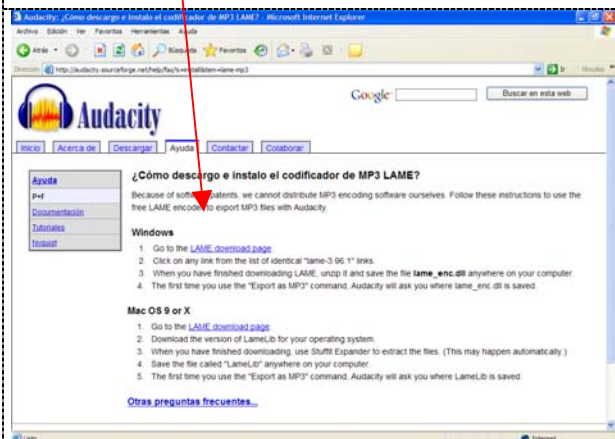 Audacity: ¿Cómo descargo e instalo el codificador de MP3 LAME? - Microsoft Internet Explorer
Archivo Edición Ver Favoritos Herramientas Ayuda
Atrás Búsqueda Favoritos
Dirección http://audacity.sourceforge.net/help/faq?s=install&item=lame-mp3 Vínculos
Audacity
Google Buscar en esta web
Inicio Acerca de Descargar Ayuda Contactar Colaborar
Ayuda
P+F
Documentación
Tutoriales
Nyquist
¿Cómo descargo e instalo el codificador de MP3 LAME?
Because of software patents, we cannot distribute MP3 encoding software ourselves. Follow these instructions to use the
free LAME encoder to export MP3 files with Audacity.
Windows
1. Go to the LAME download page.
2. Click on any link from the list of identical "lame-3.96.1" links.
3. When you have finished downloading LAME, unzip it and save the file lame_enc.dll anywhere on your computer.
4. The first time you use the "Export as MP3" command, Audacity will ask you where lame_enc.dll is saved.
Mac OS 9 or X
1. Go to the LAME download page.
2. Download the version of LameLib for your operating system.
3. When you have finished downloading, use Stuffit Expander to extract the files. (This may happen automatically.)
4. Save the file called "LameLib" anywhere on your computer.
5. The first time you use the "Export as MP3" command, Audacity will ask you where LameLib is saved.
Otras preguntas frecuentes...
Listo Internet